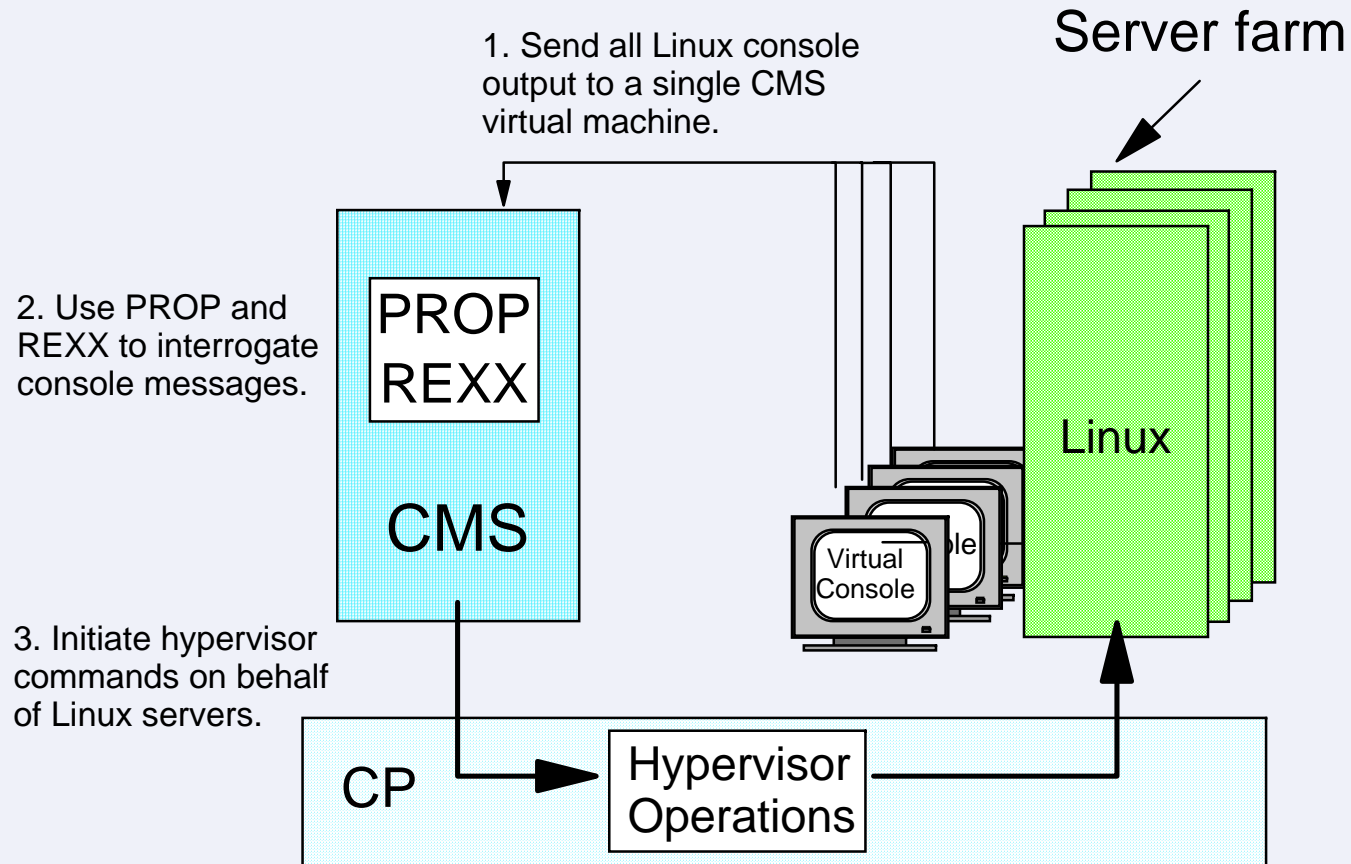 Server farm
1. Send all Linux console
output to a single CMS
virtual machine.
2. Use PROP and
REXX to interrogate
console messages.
PROP
REXX
CMS
Linux
Virtual
Console
ole
3. Initiate hypervisor
commands on behalf
of Linux servers.
CP
Hypervisor
Operations